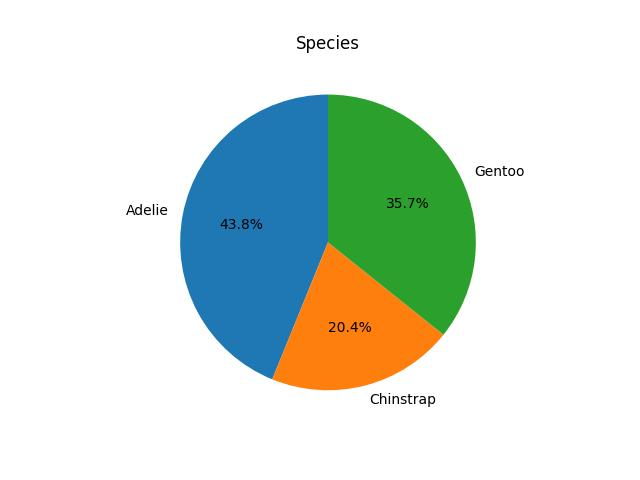 Species
Gentoo
35.7%
Adelie
43.8%
20.4%
Chinstrap